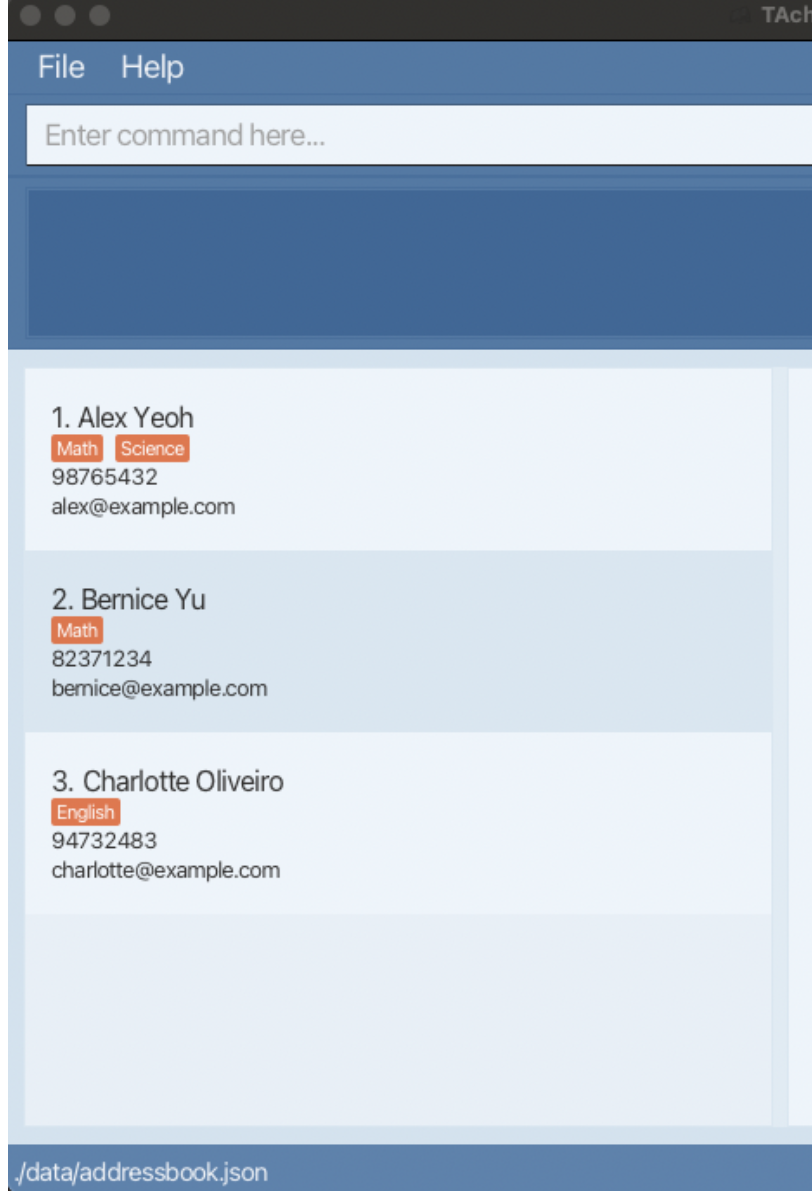 TAch
File Help
Enter command here...
1. Alex Yeoh
Math Science
98765432
alex@example.com
2. Bernice Yu
Math
82371234
bernice@example.com
3. Charlotte Oliveiro
English
94732483
charlotte@example.com
./data/addressbook.json